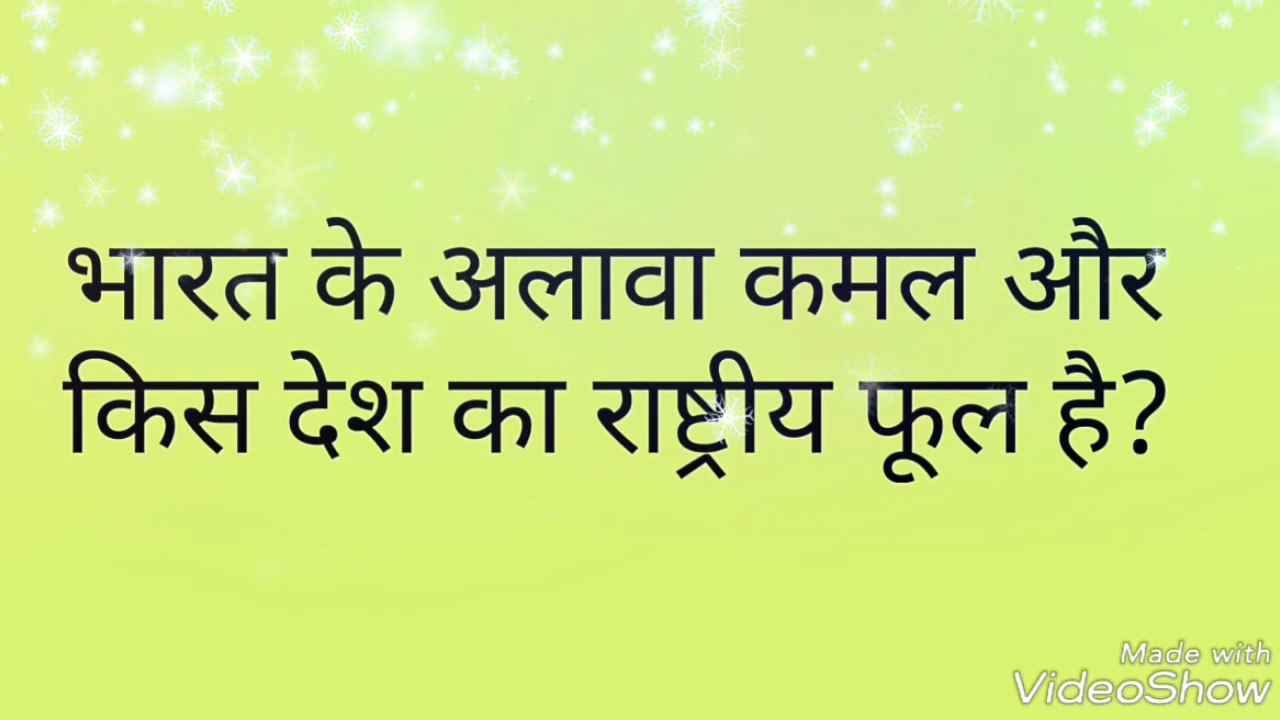 भारत के अलावा कमल और
किस देश का राष्ट्रीय फूल है?
Made with
VideoShow